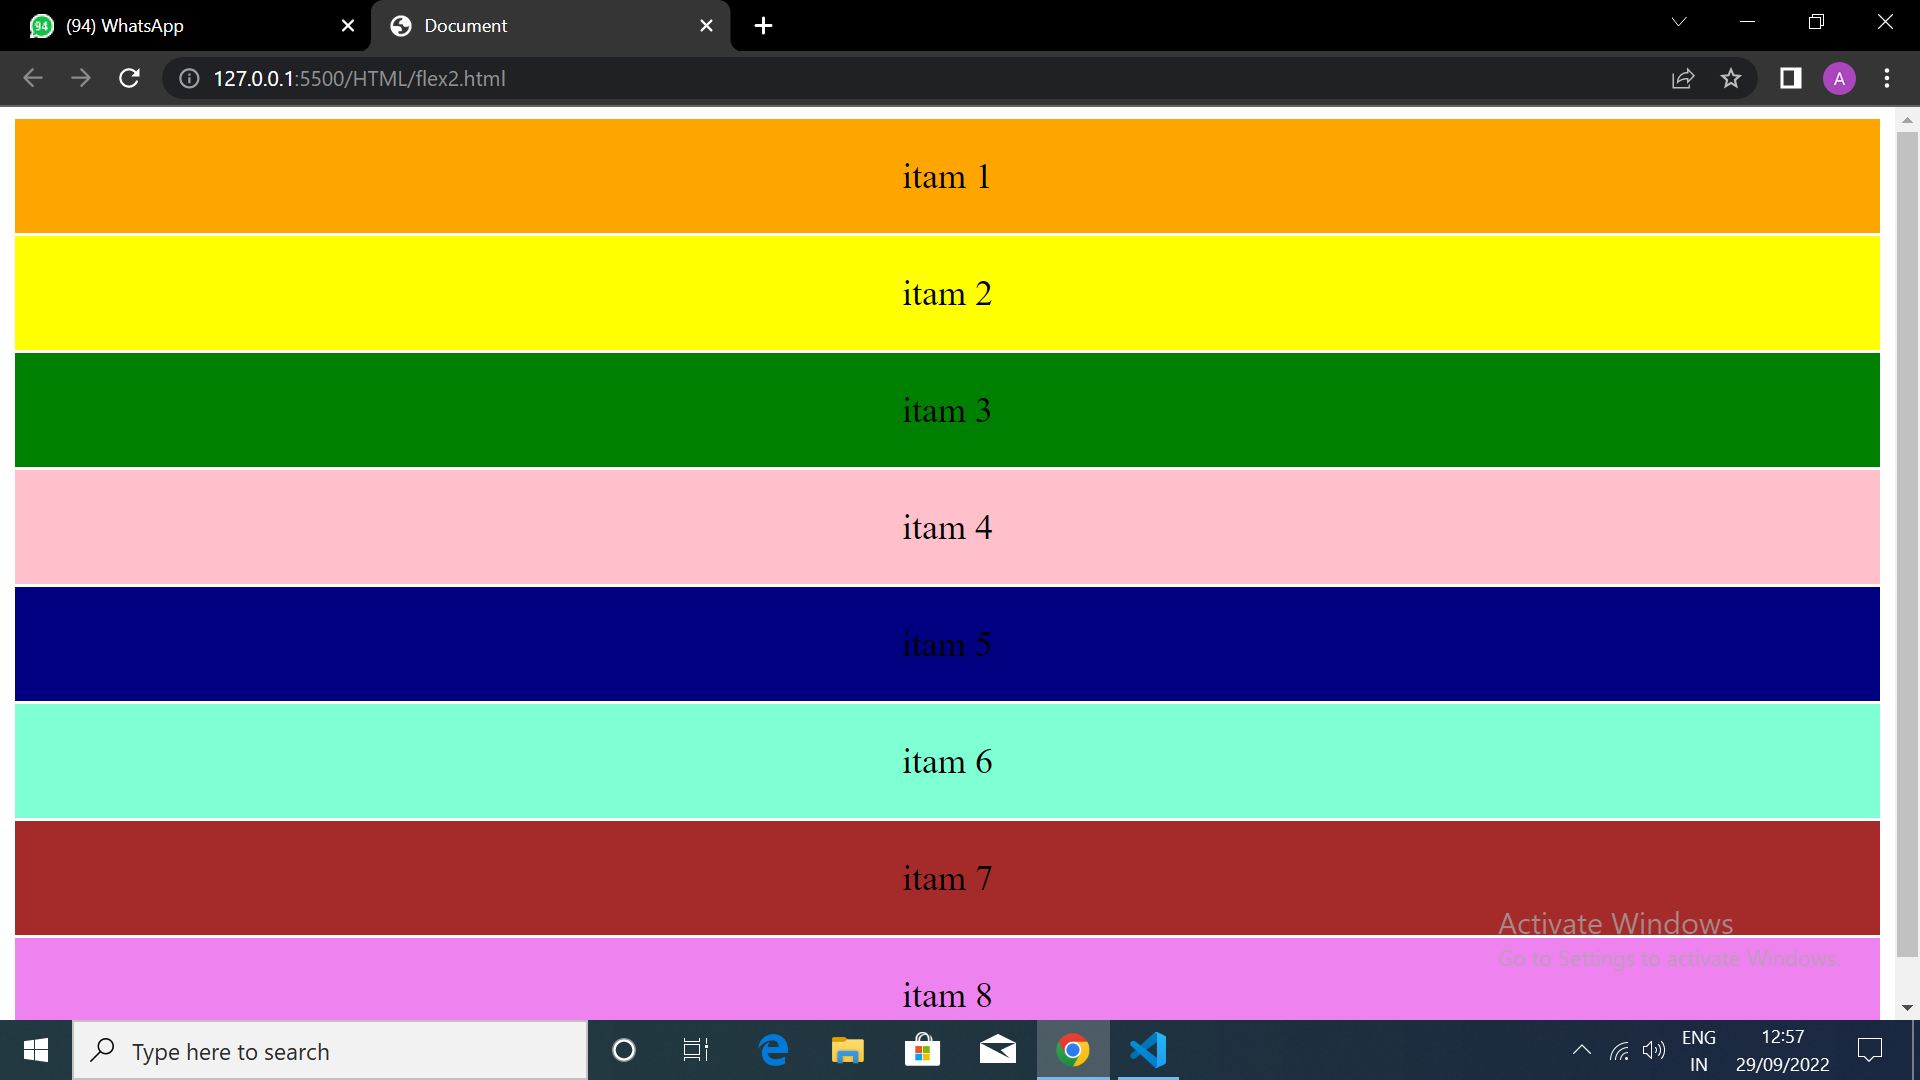 94 (94) WhatsApp
Document
127.0.0.1:5500/HTML/flex2.html
A
itam 1
itam 2
itam 3
itam 4
itam 5
itam 6
itam 7
itam 8
Activate Windows
Go to Settings to activate Windows.
Type here to search
ENG
IN
12:57
29/09/2022